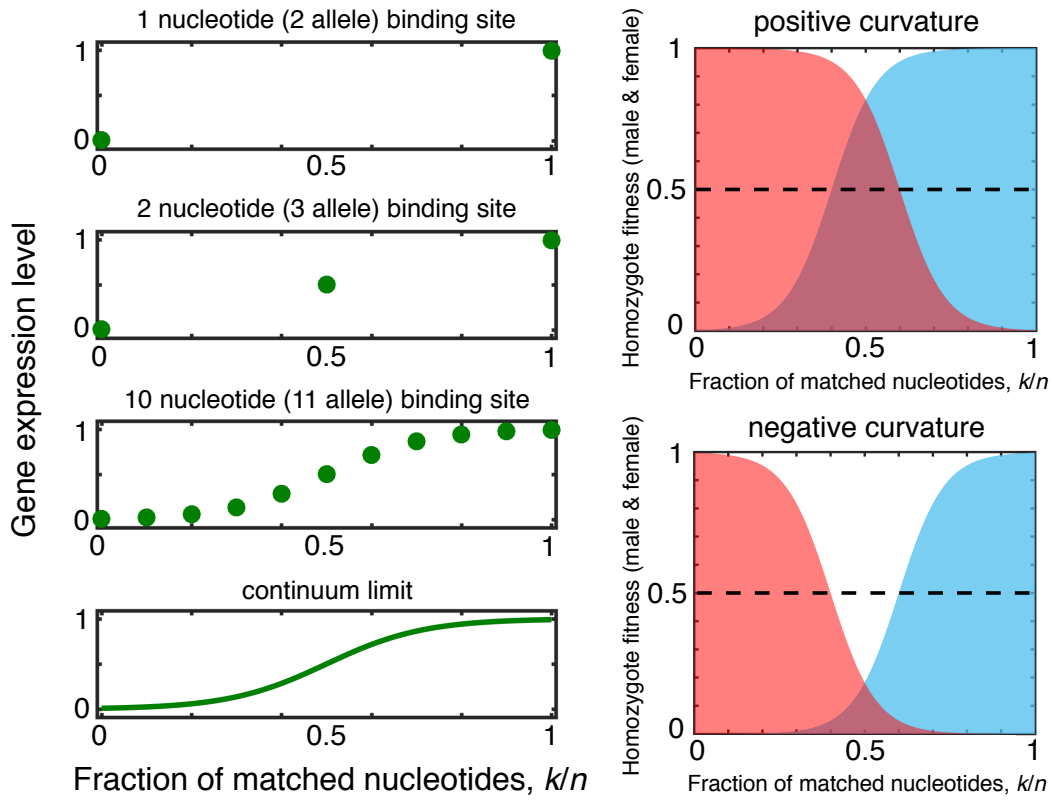 1 nucleotide (2 allele) binding site
1
0
0
0.5
1
2 nucleotide (3 allele) binding site
1
0
0
0.5
1
10 nucleotide (11 allele) binding site
1
0
0
0.5
1
continuum limit
1
0
0
0.5
1
Gene expression level
Fraction of matched nucleotides, k/n
positive curvature
Homozygote fitness (male & female)
1
0.5
0
0
0.5
1
Fraction of matched nucleotides, k/n
negative curvature
Homozygote fitness (male & female)
1
0.5
0
0
0.5
1
Fraction of matched nucleotides, k/n